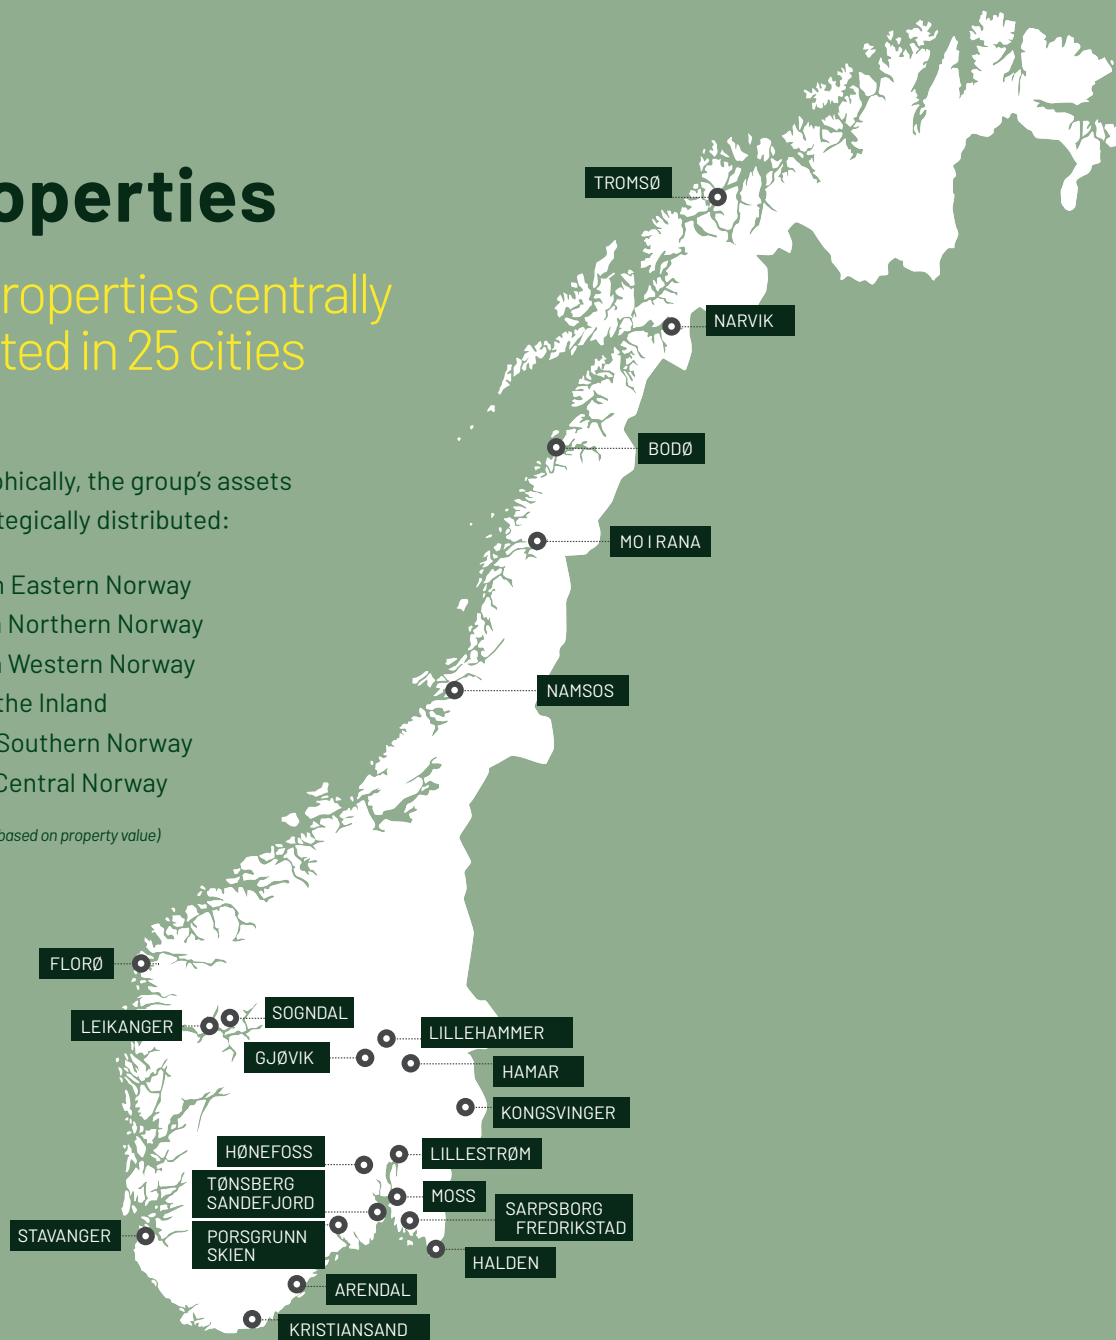 operties
roperties centrally
ted in 25 cities
phically, the group's assets
tegically distributed:
n Eastern Norway
n Northern Norway
n Western Norway
the Inland
Southern Norway
Central Norway
based on property value)
TROMSØ
NARVIK
BODØ
MO I RANA
NAMSOS
FLORØ
SOGNDAL
LEIKANGER
LILLEHAMMER
GJØVIK
HAMAR
KONGSVINGER
HØNEFOSS
LILLESTRØM
TØNSBERG
SANDEFJORD
MOSS
SARPSBORG
FREDRIKSTAD
STAVANGER
PORSGRUNN
SKIEN
HALDEN
ARENDAL
KRISTIANSAND